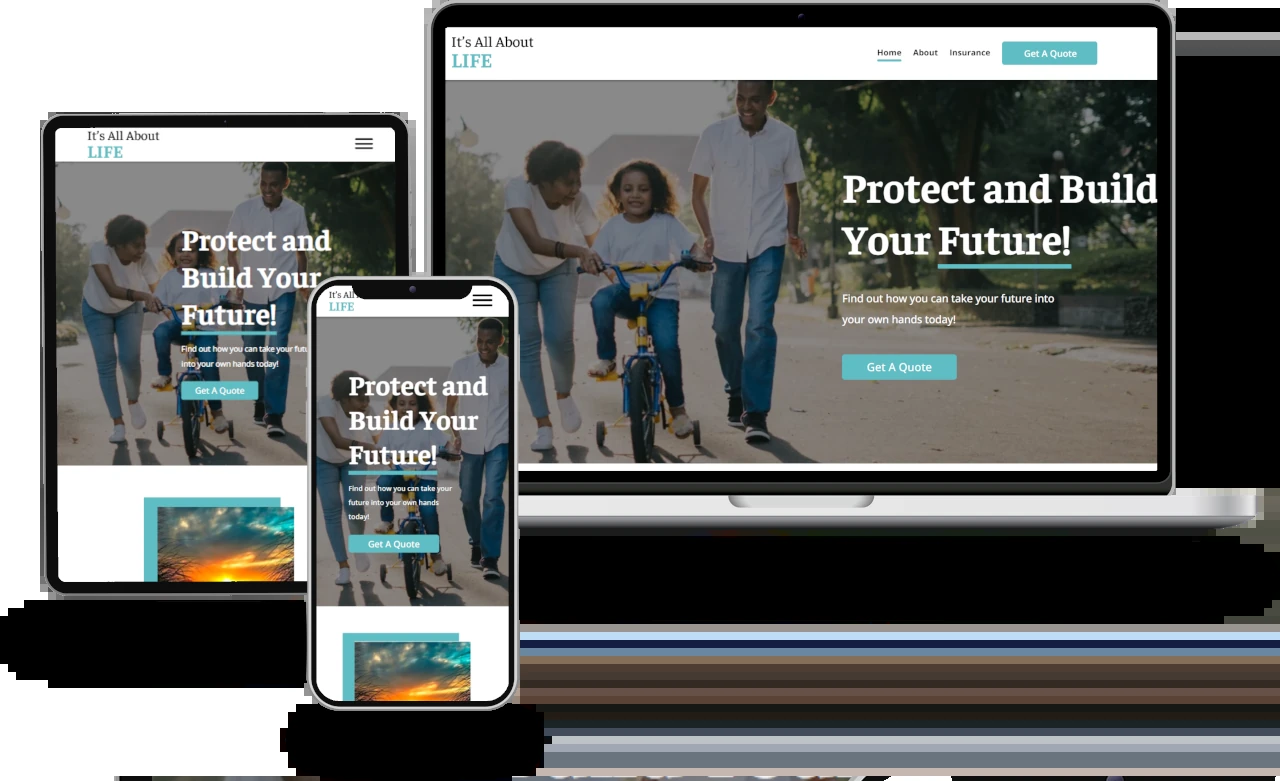 It's All About
LIFE
Home About Insurance Get A Quote
Protect and Build
Your Future!
Find out how you can take your future into
your own hands today!
Get A Quote
It's All About
LIFE
Protect and
Build Your
Future!
Find out how you can take your
into your own hands today!
Get A Quote
It's All
LIFE
Protect and
Build Your
Future!
Find out how you can take your
future into your own hands
today!
Get A Quote